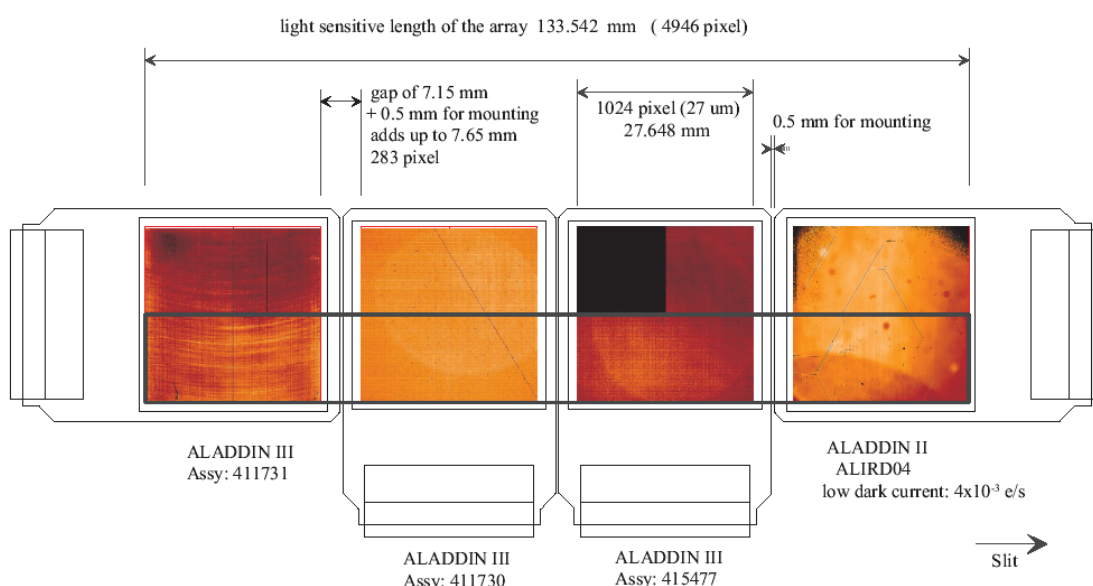 light sensitive length of the array 133.542 mm ( 4946 pixel)
gap of 7.15 mm
+ 0.5 mm for mounting
adds up to 7.65 mm
283 pixel
1024 pixel (27 um)
27.648 mm
0.5 mm for mounting
ALADDIN III
Assy: 411731
ALADDIN III
Assy: 411730
ALADDIN III
Assy: 415477
ALADDIN II
ALIRD04
low dark current: 4x10⁻³ e/s
Slit